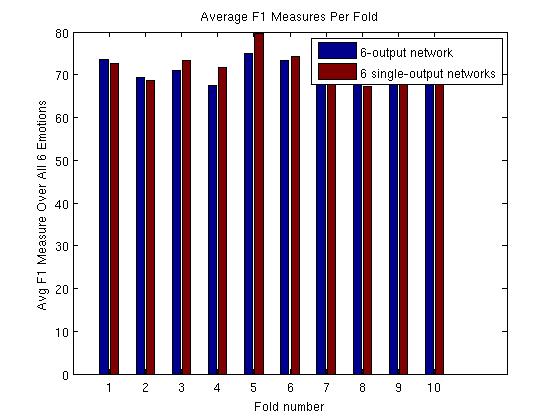 Average F1 Measures Per Fold
80
70
60
50
40
30
20
10
0
Avg F1 Measure Over All 6 Emotions
6-output network
6 single-output networks
1 2 3 4 5 6 7 8 9 10
Fold number